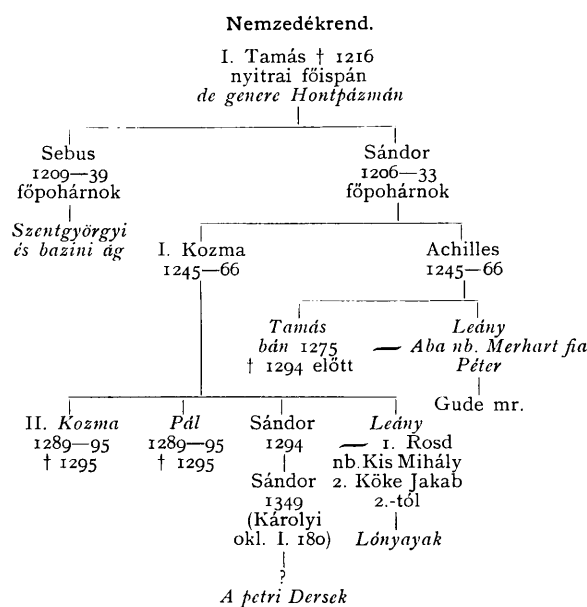 Nemzedékrend.
I. Tamás † 1216
nyitrai főispán
de genere Hontpázmán
Sebus
1209—39
főpohárnok
Szentgyörgyi
és bazini ág
Sándor
1206—33
főpohárnok
I. Kozma
1245—66
Achilles
1245—66
Tamás
bán 1275
† 1294 előtt
Leány
— Aba nb. Merhart fia
Péter
Gude mr.
II. Kozma
1289—95
† 1295
Pál
1289—95
† 1295
Sándor
1294
Sándor
1349
(Károlyi
okl. I. 180)
?
A petri Dersek
Leány
— 1. Rosd
nb. Kis Mihály
2. Köke Jakab
2.-tól
Lónyayak